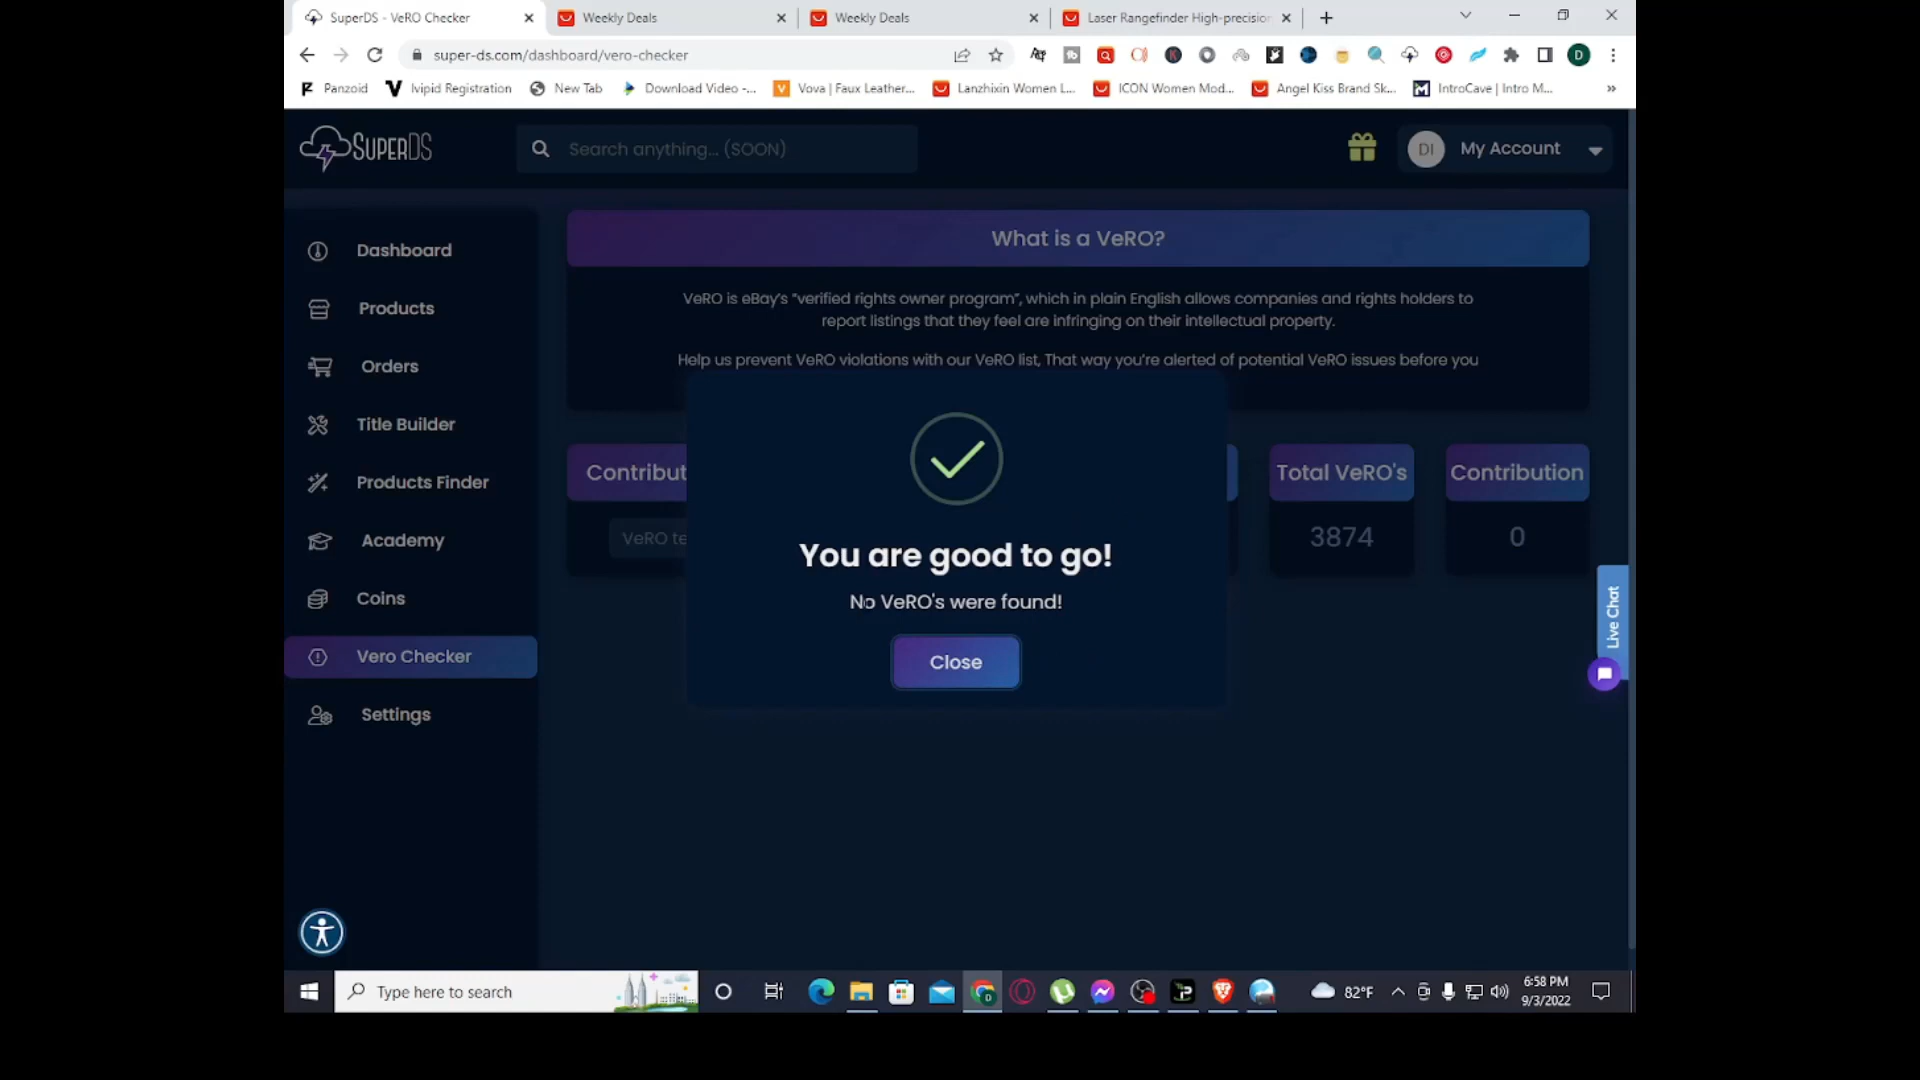 SuperDS - VeRO Checker
Weekly Deals
Weekly Deals
Laser Rangefinder High-precision
super-ds.com/dashboard/vero-checker
Panzoid
Ivipid Registration
New Tab
Download Video -...
Vova | Faux Leather...
Lanzhixin Women L...
ICON Women Mod...
Angel Kiss Brand Sk...
IntroCave | Intro M...
»
SUPERDS
Search anything... (SOON)
DI
My Account
Dashboard
Products
Orders
Title Builder
Products Finder
Academy
Coins
Vero Checker
Settings
What is a VeRO?
VeRO is eBay's "verified rights owner program", which in plain English allows companies and rights holders to
report listings that they feel are infringing on their intellectual property.
Help us prevent VeRO violations with our VeRO list, That way you're alerted of potential VeRO issues before you
Contribut
VeRO te
Total VeRO's
3874
Contribution
0
You are good to go!
No VeRO's were found!
Close
Live Chat
Type here to search
82°F
6:58 PM
9/3/2022